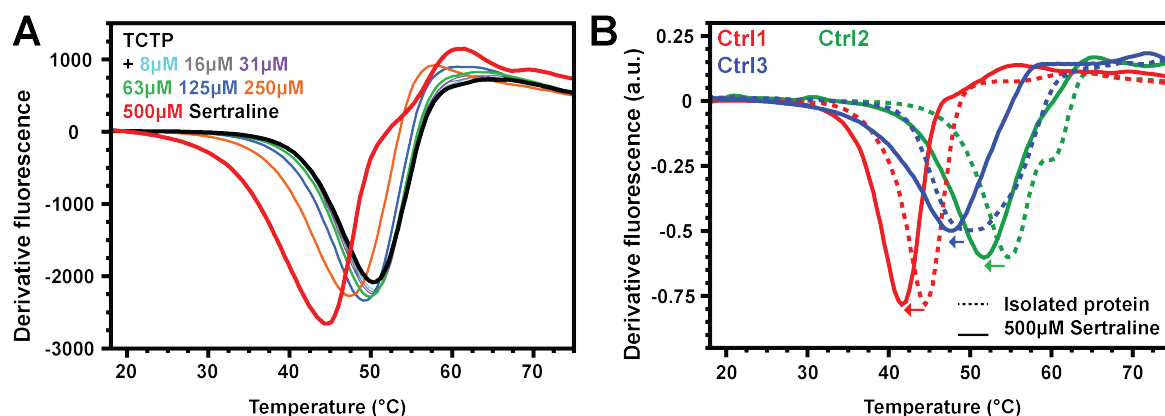 A
TCTP
+ 8µM 16µM 31µM
63µM 125µM 250µM
500µM Sertraline
Derivative fluorescence
1000
0
-1000
-2000
-3000
20 30 40 50 60 70
Temperature (°C)
B
Ctrl1 Ctrl2
Ctrl3
Derivative fluorescence (a.u.)
0.25
0
-0.25
-0.5
-0.75
Isolated protein
500µM Sertraline
20 30 40 50 60 70
Temperature (°C)